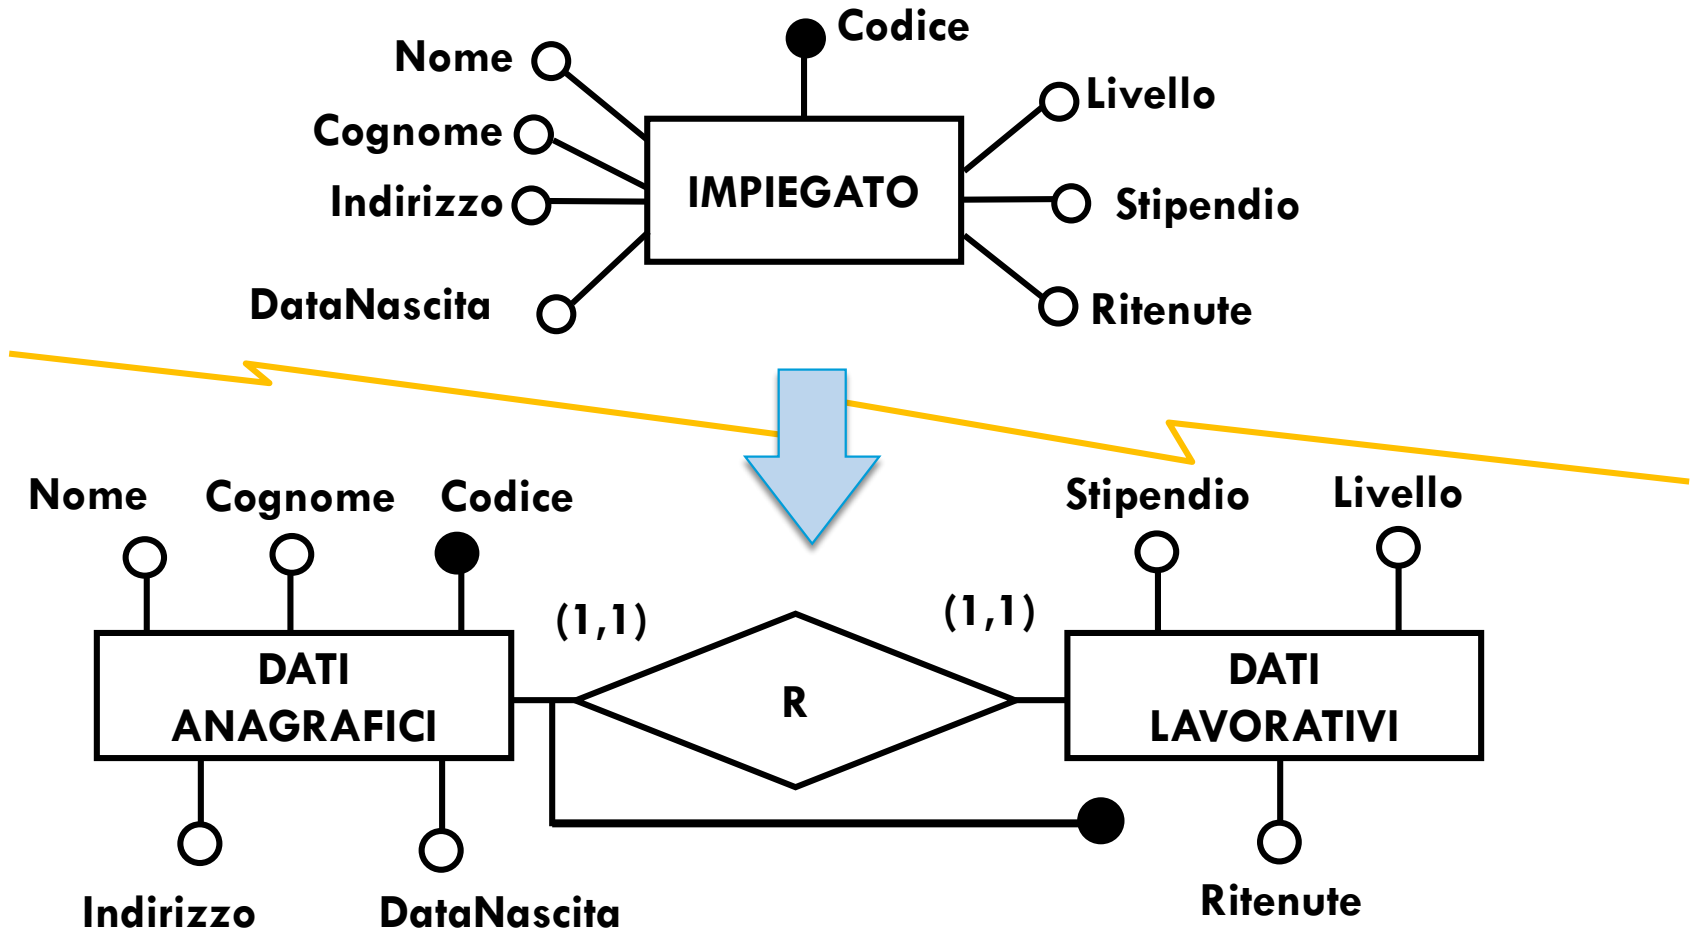 Codice
Nome
Livello
Cognome
IMPIEGATO
Indirizzo
Stipendio
DataNascita
Ritenute
Nome
Cognome
Codice
Stipendio
Livello
(1,1)
(1,1)
DATI
ANAGRAFICI
R
DATI
LAVORATIVI
Indirizzo
DataNascita
Ritenute